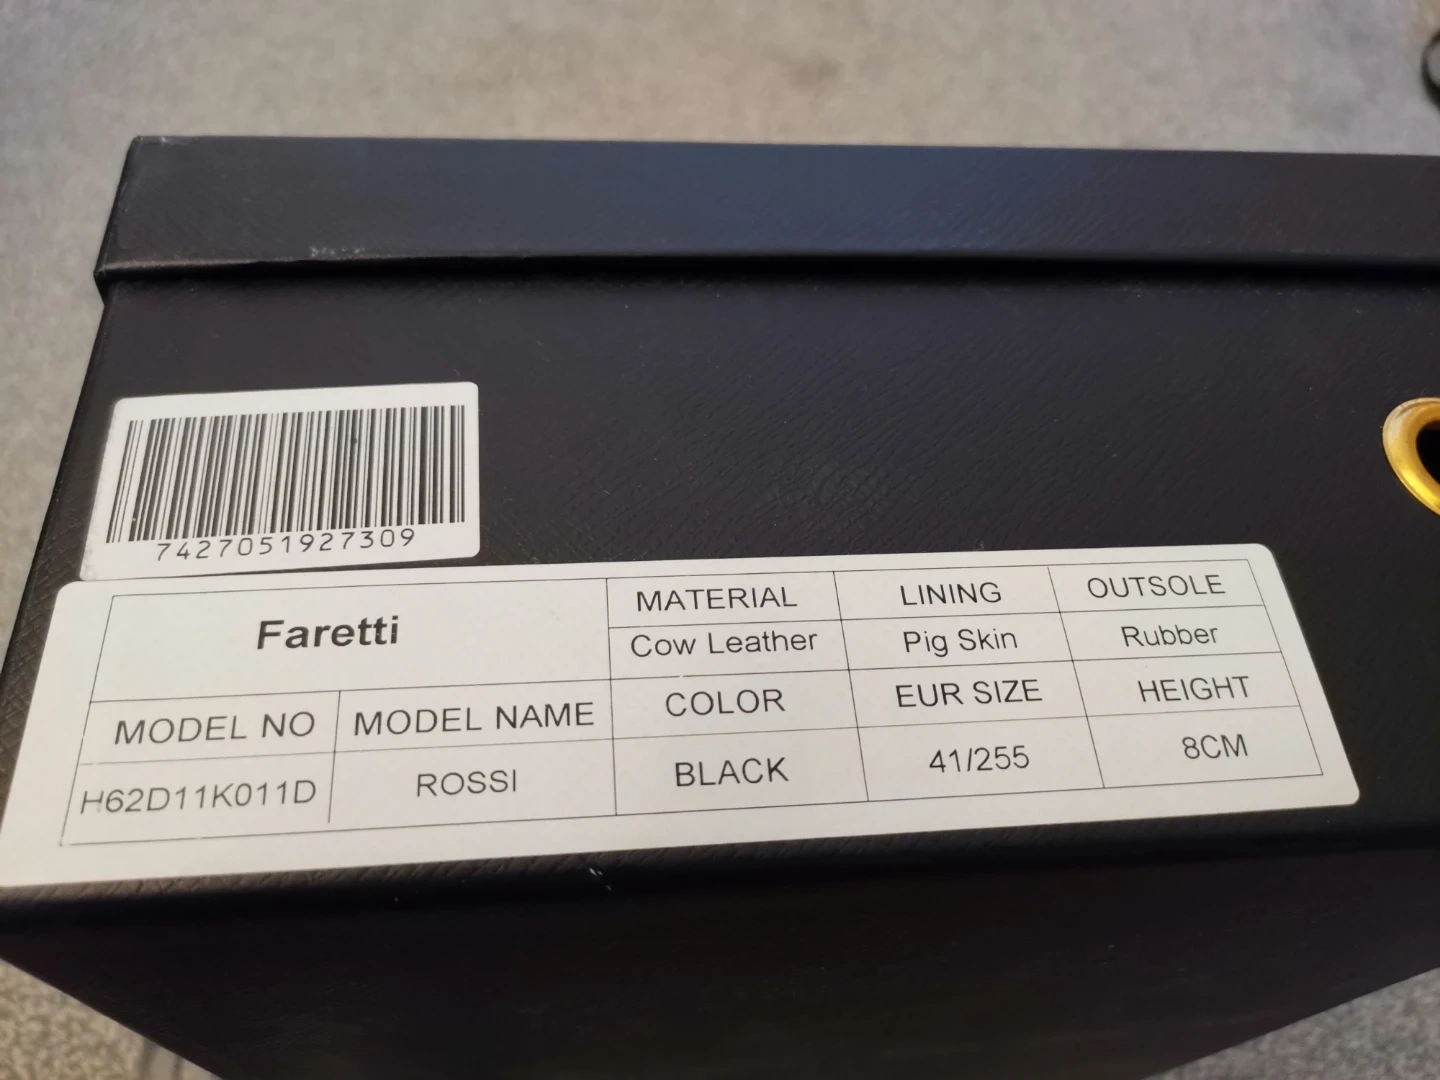 7427051927309
Faretti
MATERIAL LINING OUTSOLE
Cow Leather Pig Skin Rubber
MODEL NO MODEL NAME COLOR EUR SIZE HEIGHT
H62D11K011D ROSSI BLACK 41/255 8CM